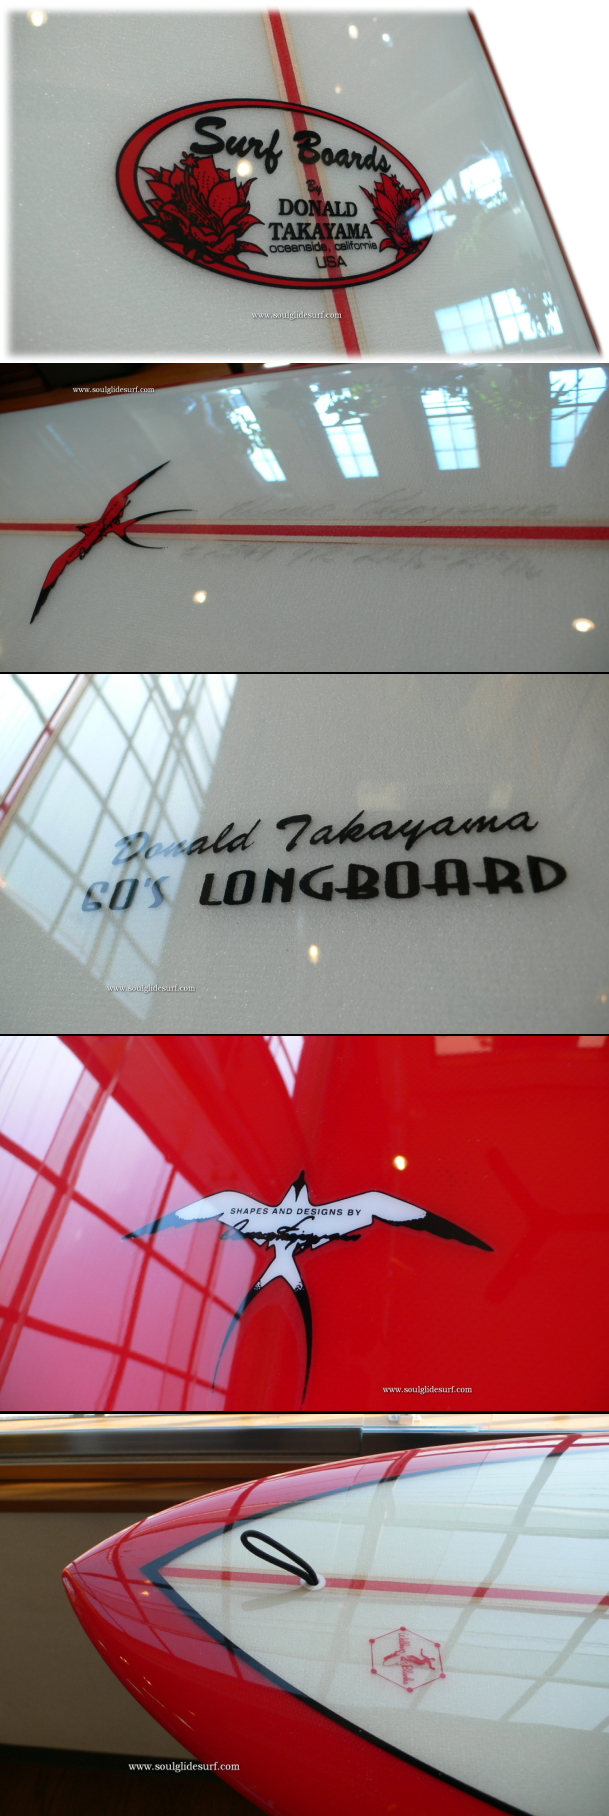 Surf Boards
By
DONALD
TAKAYAMA
oceanside, california
USA
www.soulglidesurf.com
www.soulglidesurf.com
Donald Takayama
60'S LONGBOARD
www.soulglidesurf.com
SHAPES AND DESIGNS BY
www.soulglidesurf.com
www.soulglidesurf.com